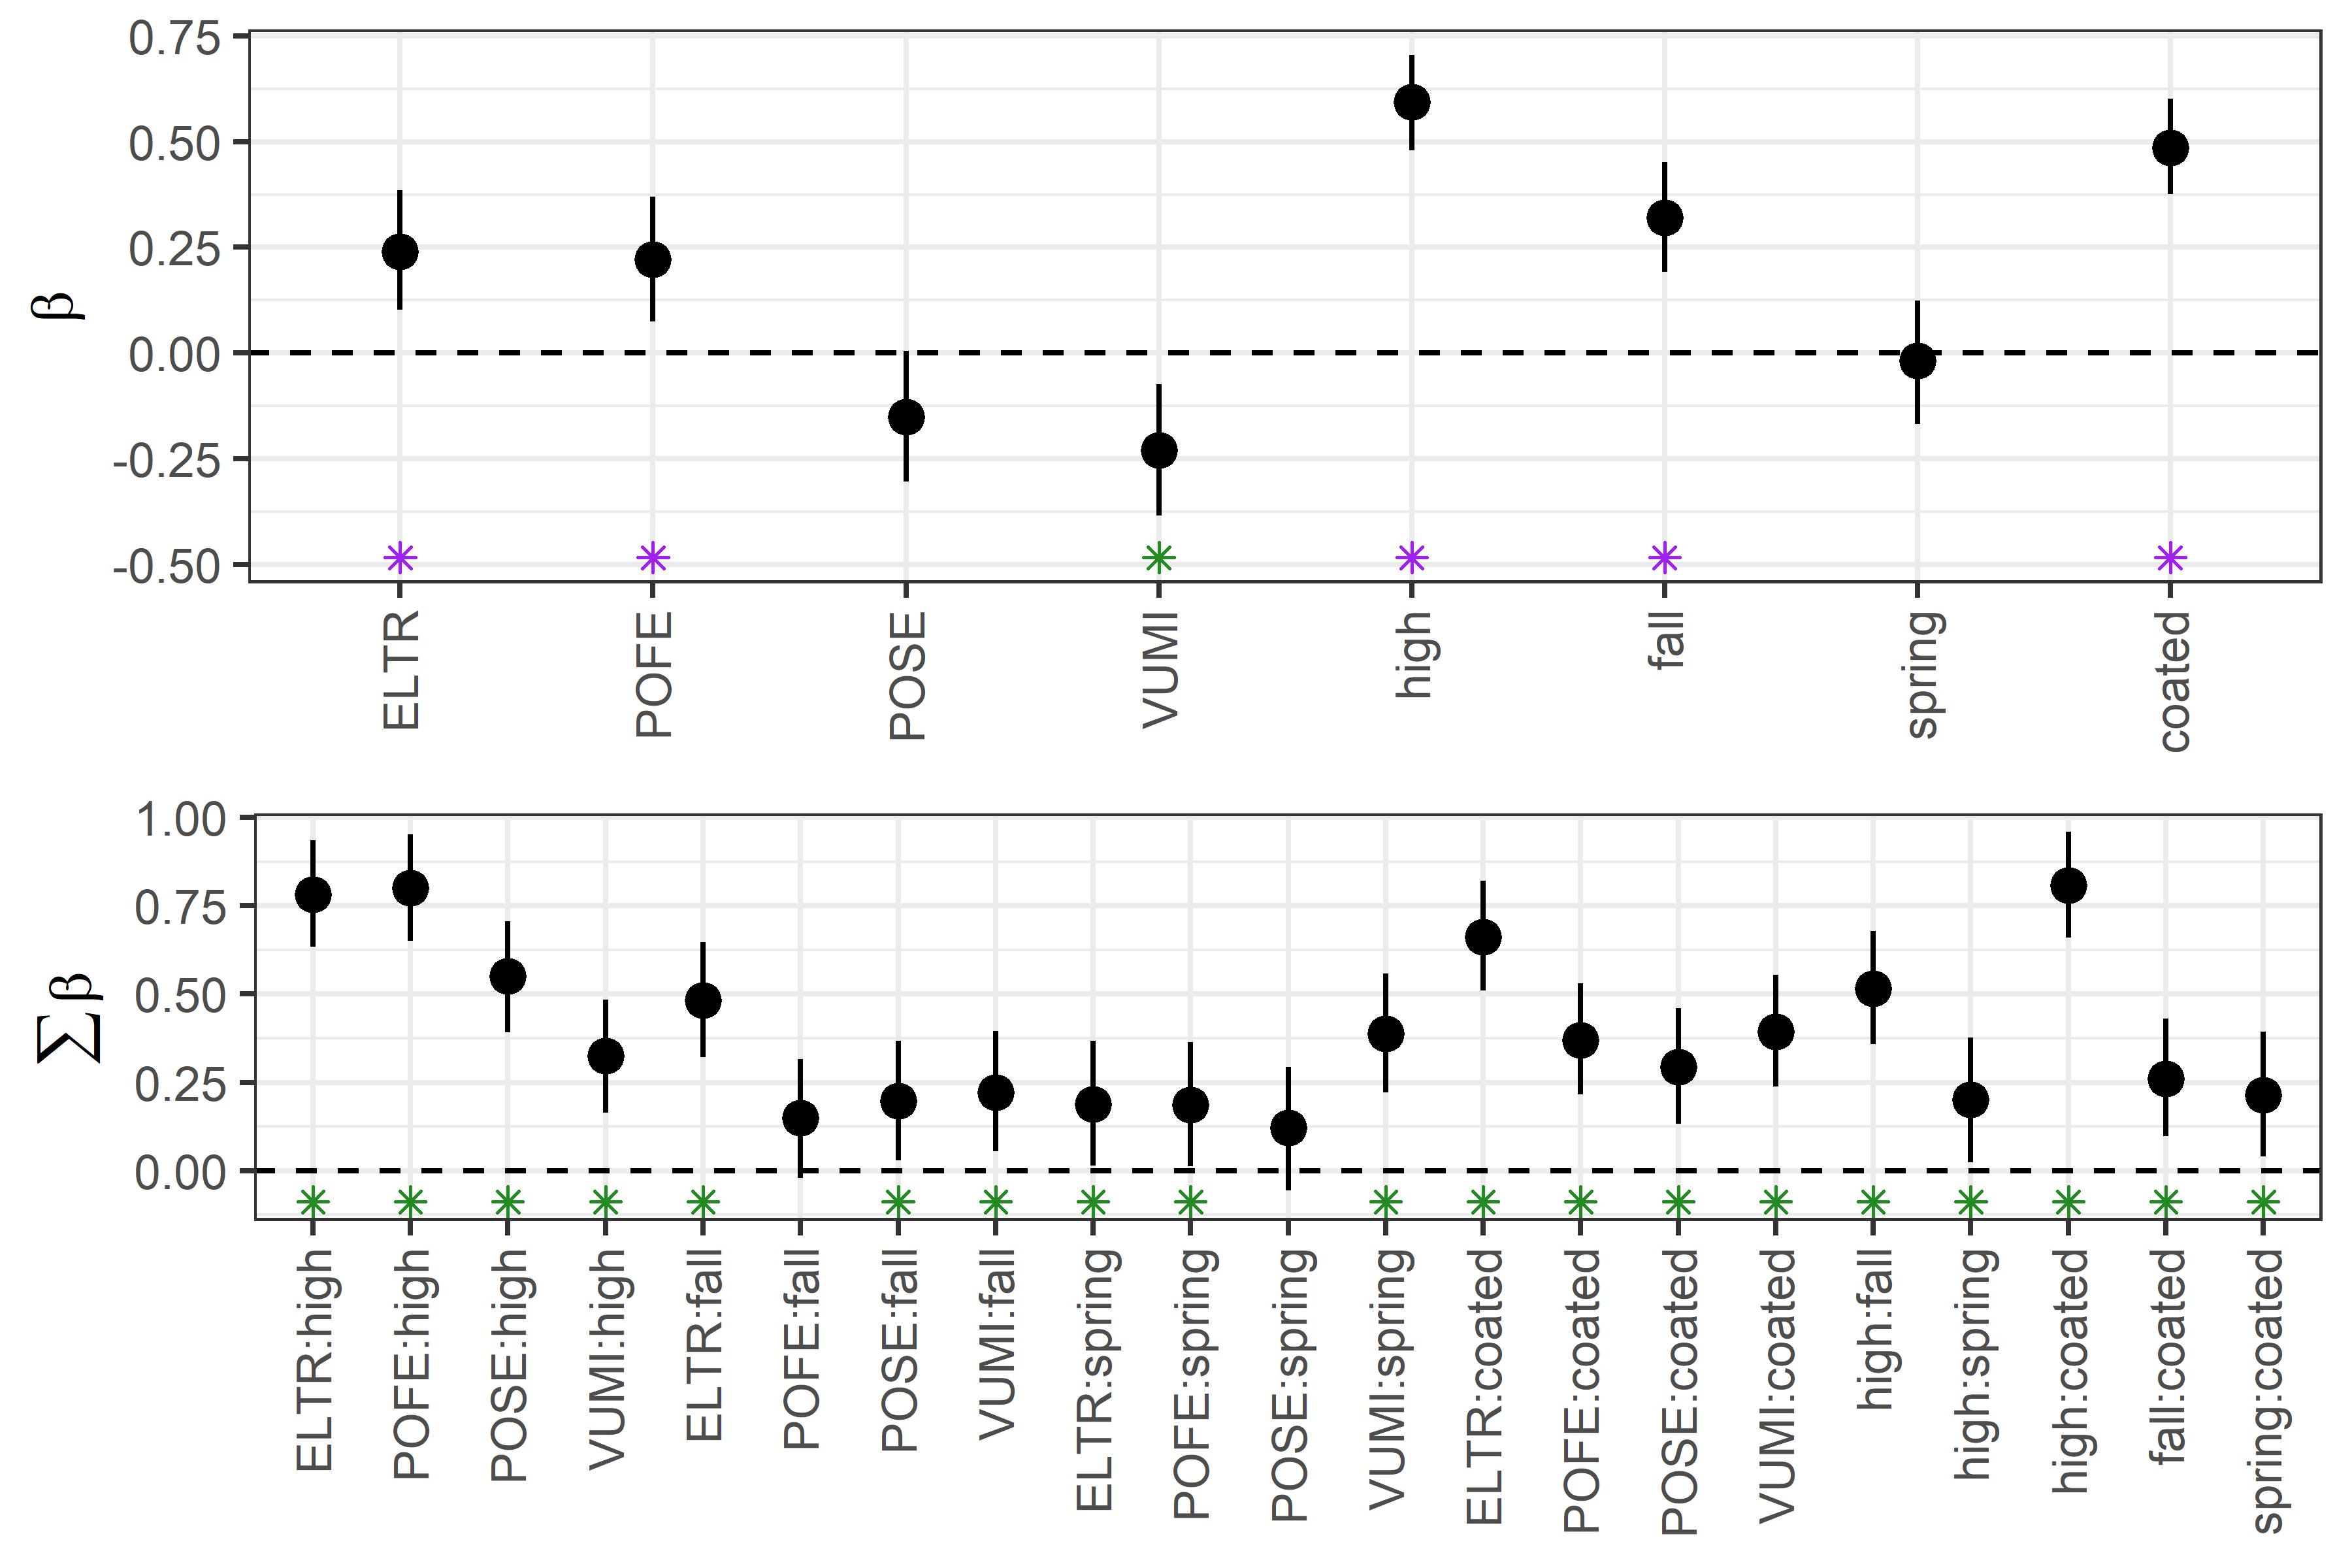 0.75
0.50
0.25
0.00
-0.25
-0.50
β
ELTR
POFE
POSE
VUMI
high
fall
spring
coated
1.00
0.75
0.50
0.25
0.00
∑β
ELTR:high
POFE:high
POSE:high
VUMI:high
ELTR:fall
POFE:fall
POSE:fall
VUMI:fall
ELTR:spring
POFE:spring
POSE:spring
VUMI:spring
ELTR:coated
POFE:coated
POSE:coated
VUMI:coated
high:fall
high:spring
high:coated
fall:coated
spring:coated